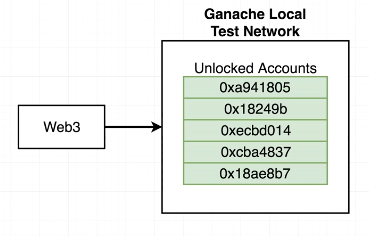 Ganache Local
Test Network
Unlocked Accounts
0xa941805
0x18249b
0xecbd014
0xcba4837
0x18ae8b7
Web3